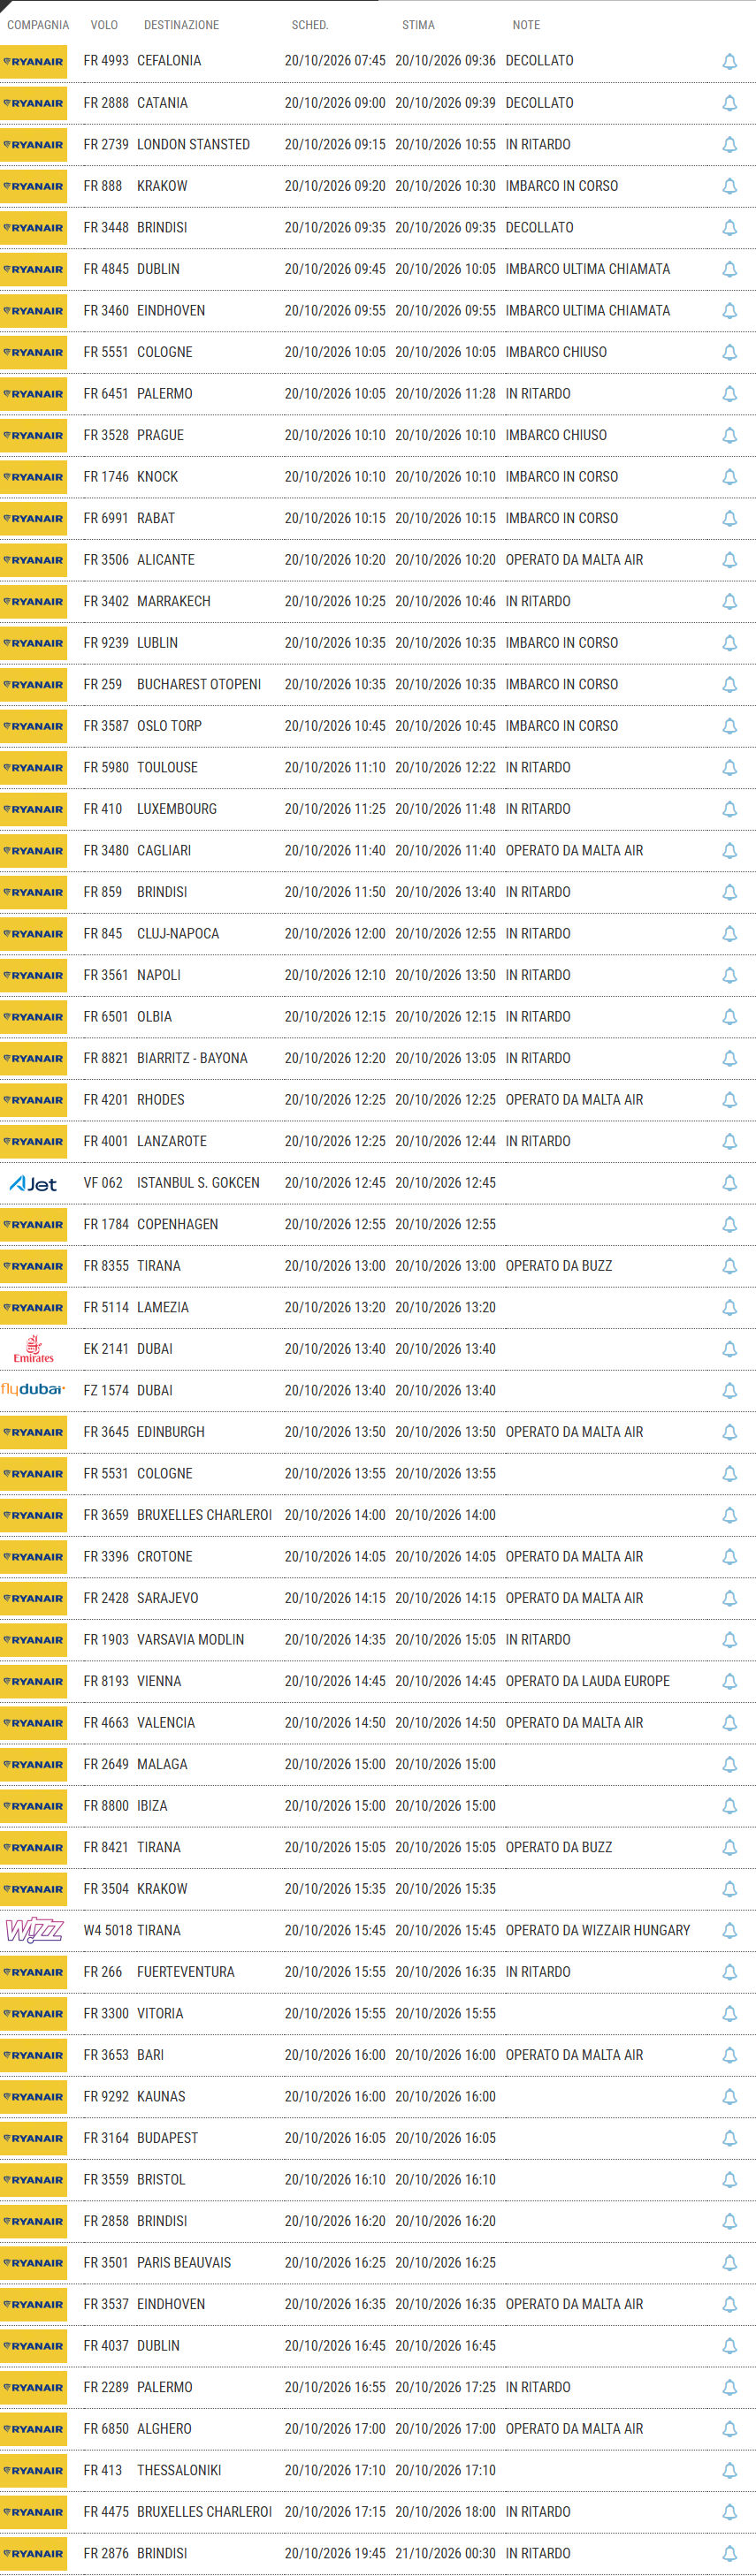 COMPAGNIA VOLO DESTINAZIONE SCHED. STIMA NOTE
RYANAIR FR 4993 CEFALONIA 20/10/2026 07:45 20/10/2026 09:36 DECOLLATO
RYANAIR FR 2888 CATANIA 20/10/2026 09:00 20/10/2026 09:39 DECOLLATO
RYANAIR FR 2739 LONDON STANSTED 20/10/2026 09:15 20/10/2026 10:55 IN RITARDO
RYANAIR FR 888 KRAKOW 20/10/2026 09:20 20/10/2026 10:30 IMBARCO IN CORSO
RYANAIR FR 3448 BRINDISI 20/10/2026 09:35 20/10/2026 09:35 DECOLLATO
RYANAIR FR 4845 DUBLIN 20/10/2026 09:45 20/10/2026 10:05 IMBARCO ULTIMA CHIAMATA
RYANAIR FR 3460 EINDHOVEN 20/10/2026 09:55 20/10/2026 09:55 IMBARCO ULTIMA CHIAMATA
RYANAIR FR 5551 COLOGNE 20/10/2026 10:05 20/10/2026 10:05 IMBARCO CHIUSO
RYANAIR FR 6451 PALERMO 20/10/2026 10:05 20/10/2026 11:28 IN RITARDO
RYANAIR FR 3528 PRAGUE 20/10/2026 10:10 20/10/2026 10:10 IMBARCO CHIUSO
RYANAIR FR 1746 KNOCK 20/10/2026 10:10 20/10/2026 10:10 IMBARCO IN CORSO
RYANAIR FR 6991 RABAT 20/10/2026 10:15 20/10/2026 10:15 IMBARCO IN CORSO
RYANAIR FR 3506 ALICANTE 20/10/2026 10:20 20/10/2026 10:20 OPERATO DA MALTA AIR
RYANAIR FR 3402 MARRAKECH 20/10/2026 10:25 20/10/2026 10:46 IN RITARDO
RYANAIR FR 9239 LUBLIN 20/10/2026 10:35 20/10/2026 10:35 IMBARCO IN CORSO
RYANAIR FR 259 BUCHAREST OTOPENI 20/10/2026 10:35 20/10/2026 10:35 IMBARCO IN CORSO
RYANAIR FR 3587 OSLO TORP 20/10/2026 10:45 20/10/2026 10:45 IMBARCO IN CORSO
RYANAIR FR 5980 TOULOUSE 20/10/2026 11:10 20/10/2026 12:22 IN RITARDO
RYANAIR FR 410 LUXEMBOURG 20/10/2026 11:25 20/10/2026 11:48 IN RITARDO
RYANAIR FR 3480 CAGLIARI 20/10/2026 11:40 20/10/2026 11:40 OPERATO DA MALTA AIR
RYANAIR FR 859 BRINDISI 20/10/2026 11:50 20/10/2026 13:40 IN RITARDO
RYANAIR FR 845 CLUJ-NAPOCA 20/10/2026 12:00 20/10/2026 12:55 IN RITARDO
RYANAIR FR 3561 NAPOLI 20/10/2026 12:10 20/10/2026 13:50 IN RITARDO
RYANAIR FR 6501 OLBIA 20/10/2026 12:15 20/10/2026 12:15 IN RITARDO
RYANAIR FR 8821 BIARRITZ - BAYONA 20/10/2026 12:20 20/10/2026 13:05 IN RITARDO
RYANAIR FR 4201 RHODES 20/10/2026 12:25 20/10/2026 12:25 OPERATO DA MALTA AIR
RYANAIR FR 4001 LANZAROTE 20/10/2026 12:25 20/10/2026 12:44 IN RITARDO
AJet VF 062 ISTANBUL S. GOKCEN 20/10/2026 12:45 20/10/2026 12:45
RYANAIR FR 1784 COPENHAGEN 20/10/2026 12:55 20/10/2026 12:55
RYANAIR FR 8355 TIRANA 20/10/2026 13:00 20/10/2026 13:00 OPERATO DA BUZZ
RYANAIR FR 5114 LAMEZIA 20/10/2026 13:20 20/10/2026 13:20
Emirates EK 2141 DUBAI 20/10/2026 13:40 20/10/2026 13:40
flydubai FZ 1574 DUBAI 20/10/2026 13:40 20/10/2026 13:40
RYANAIR FR 3645 EDINBURGH 20/10/2026 13:50 20/10/2026 13:50 OPERATO DA MALTA AIR
RYANAIR FR 5531 COLOGNE 20/10/2026 13:55 20/10/2026 13:55
RYANAIR FR 3659 BRUXELLES CHARLEROI 20/10/2026 14:00 20/10/2026 14:00
RYANAIR FR 3396 CROTONE 20/10/2026 14:05 20/10/2026 14:05 OPERATO DA MALTA AIR
RYANAIR FR 2428 SARAJEVO 20/10/2026 14:15 20/10/2026 14:15 OPERATO DA MALTA AIR
RYANAIR FR 1903 VARSAVIA MODLIN 20/10/2026 14:35 20/10/2026 15:05 IN RITARDO
RYANAIR FR 8193 VIENNA 20/10/2026 14:45 20/10/2026 14:45 OPERATO DA LAUDA EUROPE
RYANAIR FR 4663 VALENCIA 20/10/2026 14:50 20/10/2026 14:50 OPERATO DA MALTA AIR
RYANAIR FR 2649 MALAGA 20/10/2026 15:00 20/10/2026 15:00
RYANAIR FR 8800 IBIZA 20/10/2026 15:00 20/10/2026 15:00
RYANAIR FR 8421 TIRANA 20/10/2026 15:05 20/10/2026 15:05 OPERATO DA BUZZ
RYANAIR FR 3504 KRAKOW 20/10/2026 15:35 20/10/2026 15:35
WIZZ W4 5018 TIRANA 20/10/2026 15:45 20/10/2026 15:45 OPERATO DA WIZZAIR HUNGARY
RYANAIR FR 266 FUERTEVENTURA 20/10/2026 15:55 20/10/2026 16:35 IN RITARDO
RYANAIR FR 3300 VITORIA 20/10/2026 15:55 20/10/2026 15:55
RYANAIR FR 3653 BARI 20/10/2026 16:00 20/10/2026 16:00 OPERATO DA MALTA AIR
RYANAIR FR 9292 KAUNAS 20/10/2026 16:00 20/10/2026 16:00
RYANAIR FR 3164 BUDAPEST 20/10/2026 16:05 20/10/2026 16:05
RYANAIR FR 3559 BRISTOL 20/10/2026 16:10 20/10/2026 16:10
RYANAIR FR 2858 BRINDISI 20/10/2026 16:20 20/10/2026 16:20
RYANAIR FR 3501 PARIS BEAUVAIS 20/10/2026 16:25 20/10/2026 16:25
RYANAIR FR 3537 EINDHOVEN 20/10/2026 16:35 20/10/2026 16:35 OPERATO DA MALTA AIR
RYANAIR FR 4037 DUBLIN 20/10/2026 16:45 20/10/2026 16:45
RYANAIR FR 2289 PALERMO 20/10/2026 16:55 20/10/2026 17:25 IN RITARDO
RYANAIR FR 6850 ALGHERO 20/10/2026 17:00 20/10/2026 17:00 OPERATO DA MALTA AIR
RYANAIR FR 413 THESSALONIKI 20/10/2026 17:10 20/10/2026 17:10
RYANAIR FR 4475 BRUXELLES CHARLEROI 20/10/2026 17:15 20/10/2026 18:00 IN RITARDO
RYANAIR FR 2876 BRINDISI 20/10/2026 19:45 21/10/2026 00:30 IN RITARDO